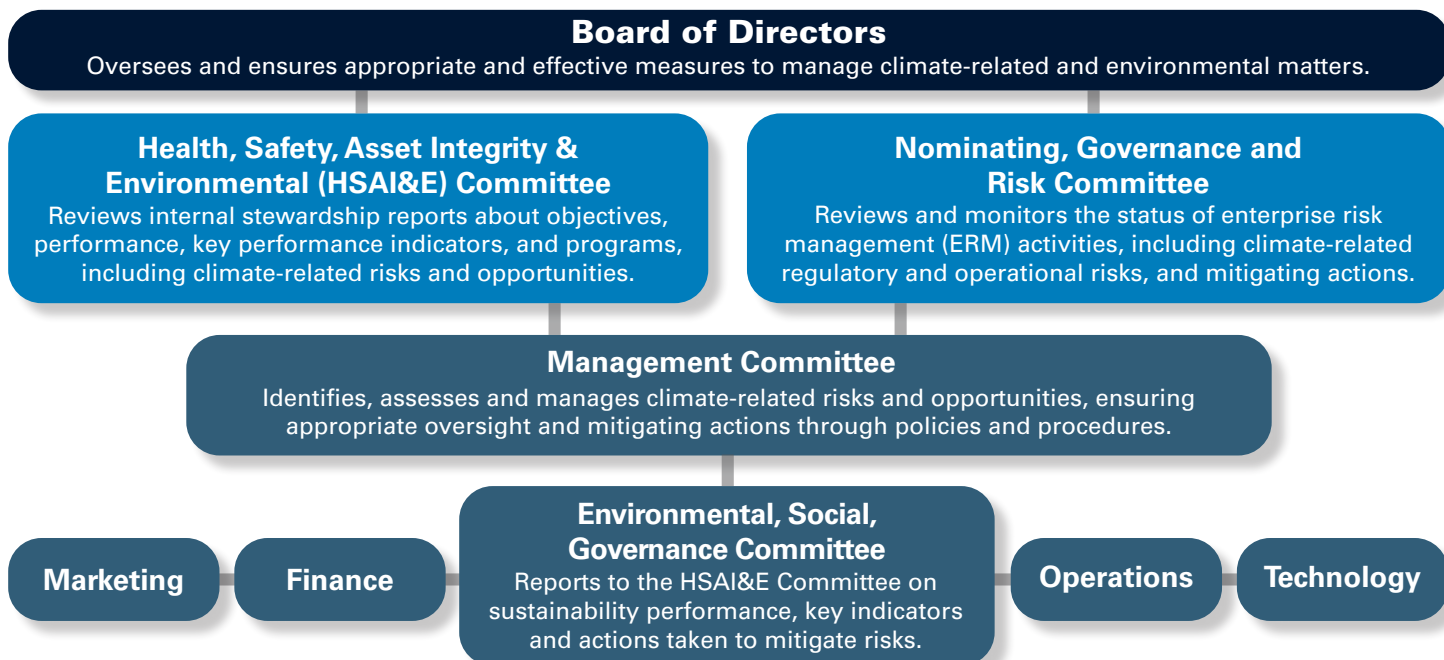 Board of Directors
Oversees and ensures appropriate and effective measures to manage climate-related and environmental matters.
Health, Safety, Asset Integrity &
Environmental (HSAI&E) Committee
Reviews internal stewardship reports about objectives,
performance, key performance indicators, and programs,
including climate-related risks and opportunities.
Nominating, Governance and
Risk Committee
Reviews and monitors the status of enterprise risk
management (ERM) activities, including climate-related
regulatory and operational risks, and mitigating actions.
Management Committee
Identifies, assesses and manages climate-related risks and opportunities, ensuring
appropriate oversight and mitigating actions through policies and procedures.
Marketing
Finance
Environmental, Social,
Governance Committee
Reports to the HSAI&E Committee on
sustainability performance, key indicators
and actions taken to mitigate risks.
Operations
Technology